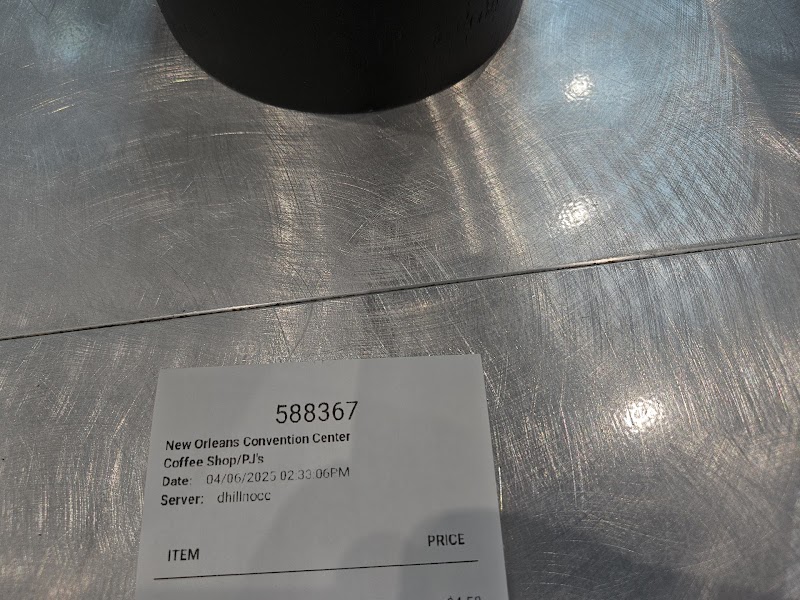 588367
New Orleans Convention Center
Coffee Shop/PJ's
Date: 04/06/2025 02:33:06PM
Server: dhillnocc
ITEM PRICE